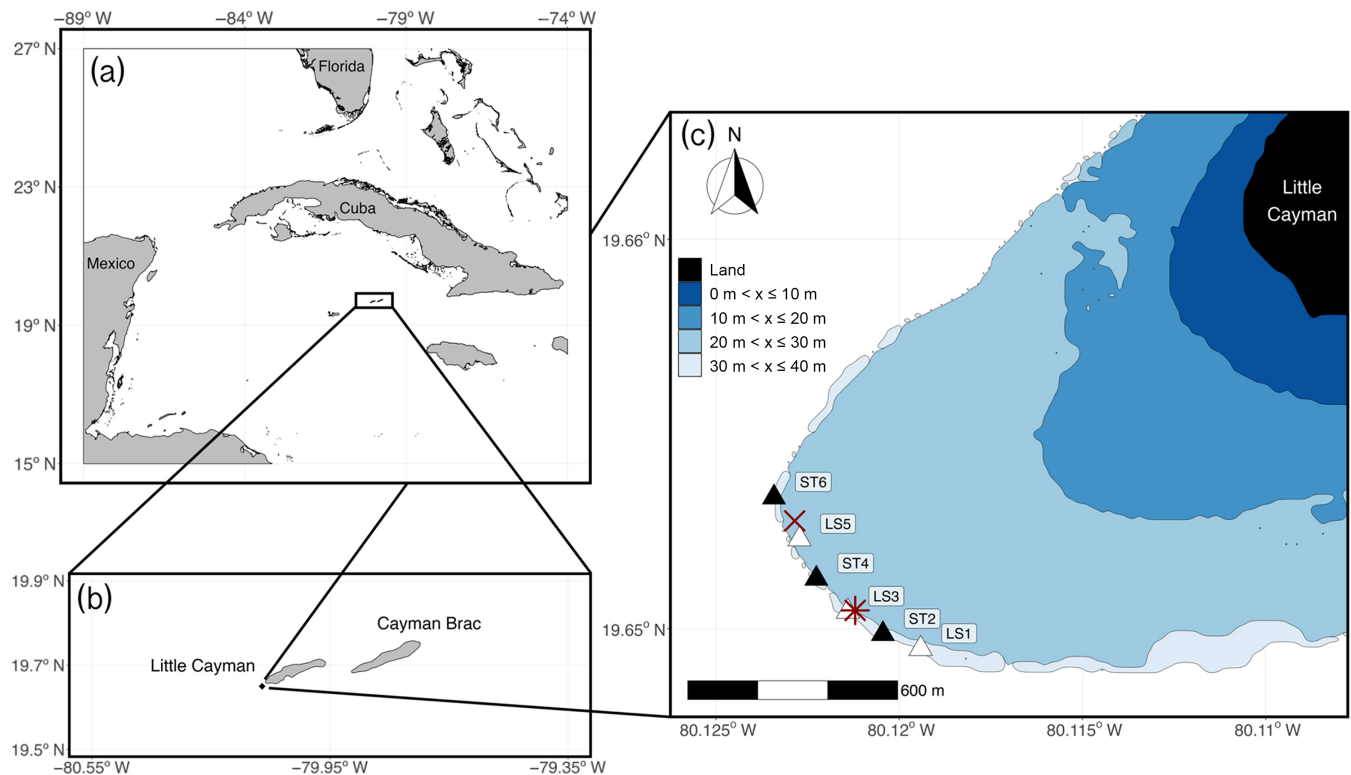 −89° W
−84° W
−79° W
−74° W
27° N
23° N
19° N
15° N
(a)
Florida
Cuba
Mexico
(b)
19.9° N
19.7° N
19.5° N
Cayman Brac
Little Cayman
−80.55° W
−79.95° W
−79.35° W
(c)
N
Little
Cayman
19.66° N
19.65° N
Land
0 m < x ≤ 10 m
10 m < x ≤ 20 m
20 m < x ≤ 30 m
30 m < x ≤ 40 m
ST6
LS5
ST4
LS3
ST2
LS1
600 m
80.125° W
80.12° W
80.115° W
80.11° W